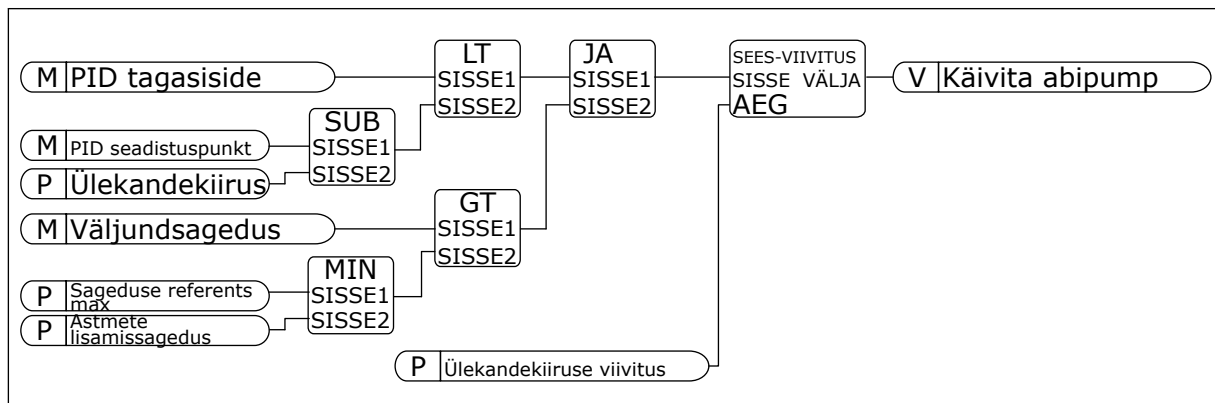 LT
JA
SEES-VIIVITUS
M PID tagasiside
SISSE1
SISSE1
SISSE VÄLJA
V Käivita abipump
SISSE2
SISSE2
AEG
SUB
M PID seadistuspunkt
SISSE1
P Ülekandekiirus
SISSE2
GT
M Väljundsagedus
SISSE1
SISSE2
MIN
P Sageduse referents
max
SISSE1
P Astmete
lisamissagedus
SISSE2
P Ülekandekiiruse viivitus